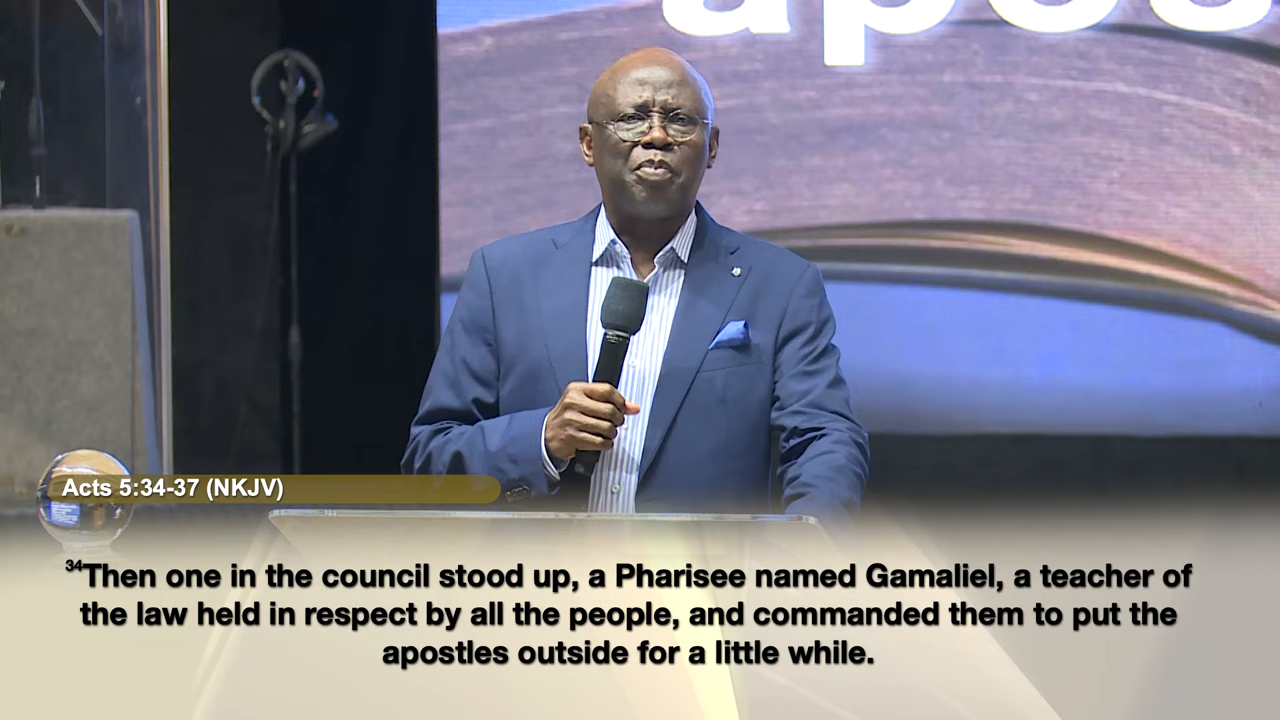 apos
Acts 5:34-37 (NKJV)
34Then one in the council stood up, a Pharisee named Gamaliel, a teacher of
the law held in respect by all the people, and commanded them to put the
apostles outside for a little while.